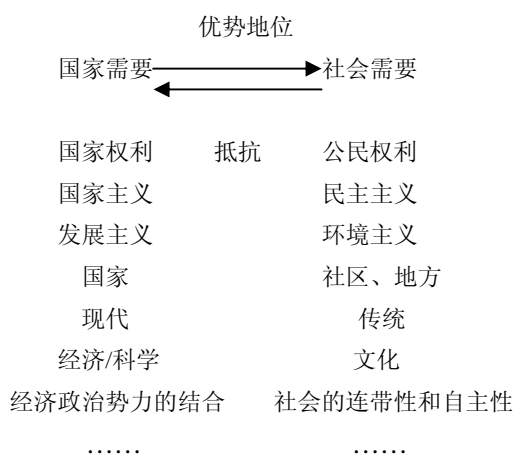 优势地位
国家需要 社会需要
国家权利 抵抗 公民权利
国家主义 民主主义
发展主义 环境主义
国家 社区、地方
现代 传统
经济/科学 文化
经济政治势力的结合 社会的连带性和自主性
…… ……